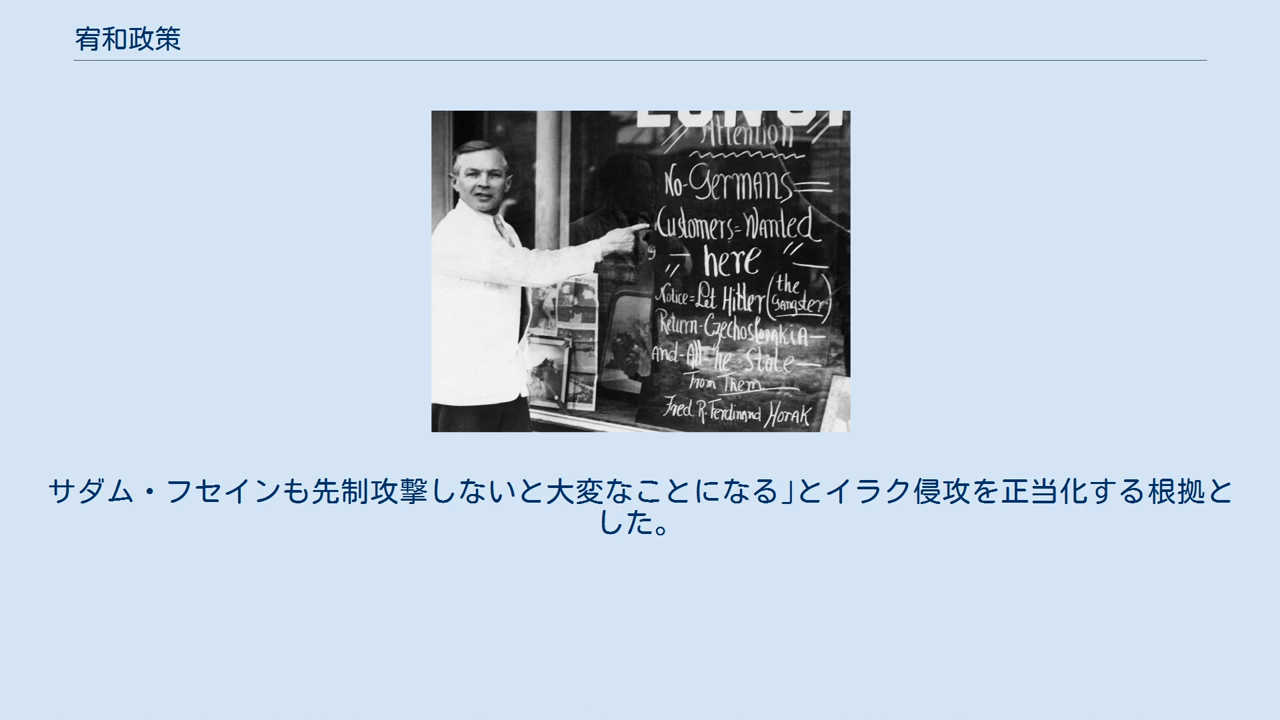 宥和政策
LUNCH
Attention
No-Germans
Customers=Wanted
here
Notice=Let Hitler (the Gangster)
Return-Czechoslovakia
and-All-he Stole
From Them
Fred R. Ferdinand Horak
サダム・フセインも先制攻撃しないと大変なことになる」とイラク侵攻を正当化する根拠と
した。